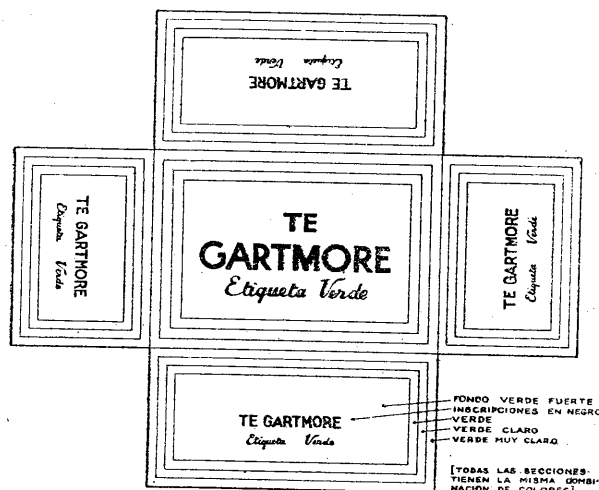 TE GARTMORE
Etiqueta Verde
TE GARTMORE
Etiqueta Verde
TE
GARTMORE
Etiqueta Verde
TE GARTMORE
Etiqueta Verde
TE GARTMORE
Etiqueta Verde
FONDO VERDE FUERTE
INSCRIPCIONES EN NEGRO
VERDE
VERDE CLARO
VERDE MUY CLARO
[TODAS LAS SECCIONES
TIENEN LA MISMA COMBI-
NACIÓN DE COLORES]